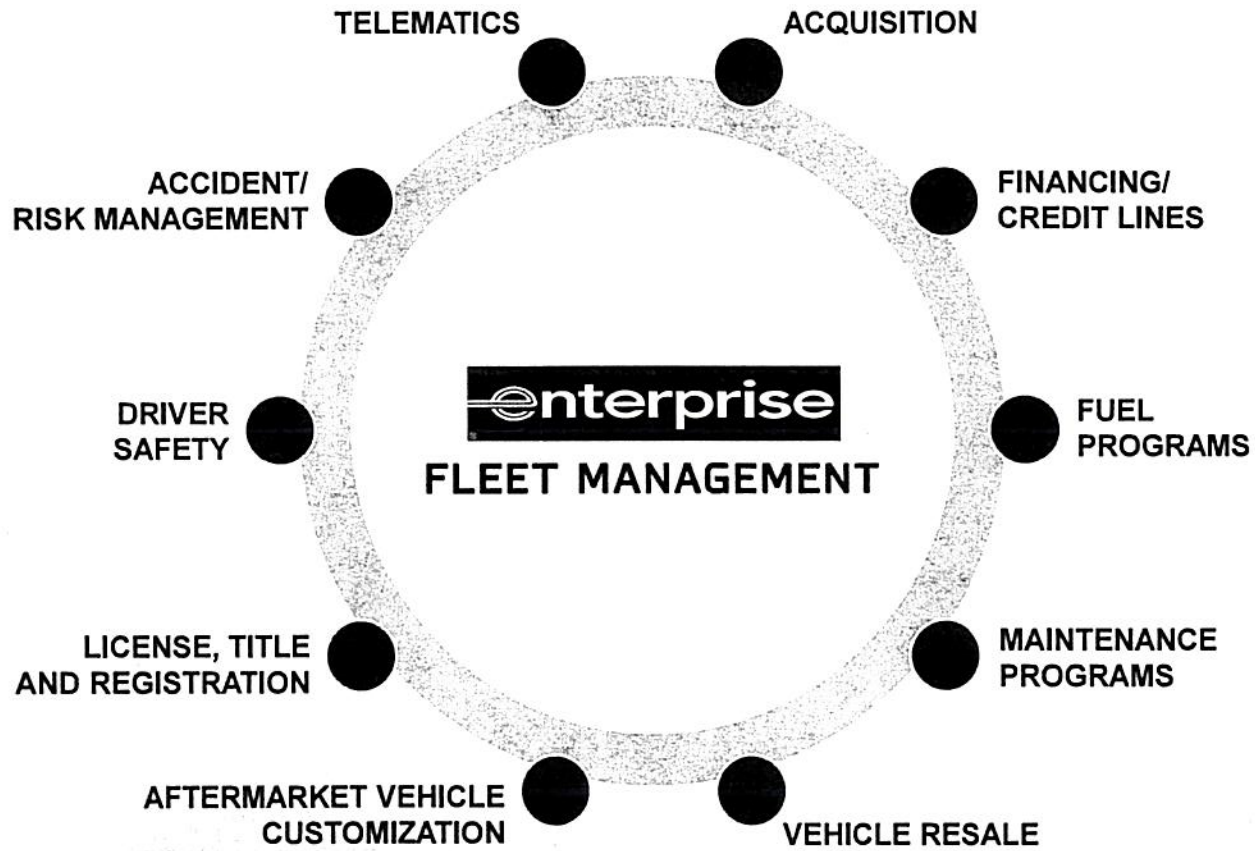 TELEMATICS
ACQUISITION
ACCIDENT/
RISK MANAGEMENT
FINANCING/
CREDIT LINES
enterprise
FLEET MANAGEMENT
DRIVER
SAFETY
FUEL
PROGRAMS
LICENSE, TITLE
AND REGISTRATION
MAINTENANCE
PROGRAMS
AFTERMARKET VEHICLE
CUSTOMIZATION
VEHICLE RESALE